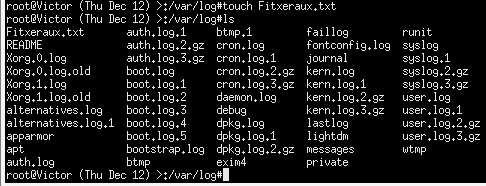 root@Victor (Thu Dec 12) >:/var/log#touch Fitxeraux.txt
root@Victor (Thu Dec 12) >:/var/log#ls
Fitxeraux.txt auth.log.1 btmp.1 faillog runit
README auth.log.2.gz cron.log fontconfig.log syslog
Xorg.0.log auth.log.3.gz cron.log.1 journal syslog.1
Xorg.0.log.old boot.log cron.log.2.gz kern.log syslog.2.gz
Xorg.1.log boot.log.1 cron.log.3.gz kern.log.1 syslog.3.gz
Xorg.1.log.old boot.log.2 daemon.log kern.log.2.gz user.log
alternatives.log boot.log.3 debug kern.log.3.gz user.log.1
alternatives.log.1 boot.log.4 dpkg.log lastlog user.log.2.gz
apparmor boot.log.5 dpkg.log.1 lightdm user.log.3.gz
apt bootstrap.log dpkg.log.2.gz messages wtmp
auth.log btmp exim4 private
root@Victor (Thu Dec 12) >:/var/log#